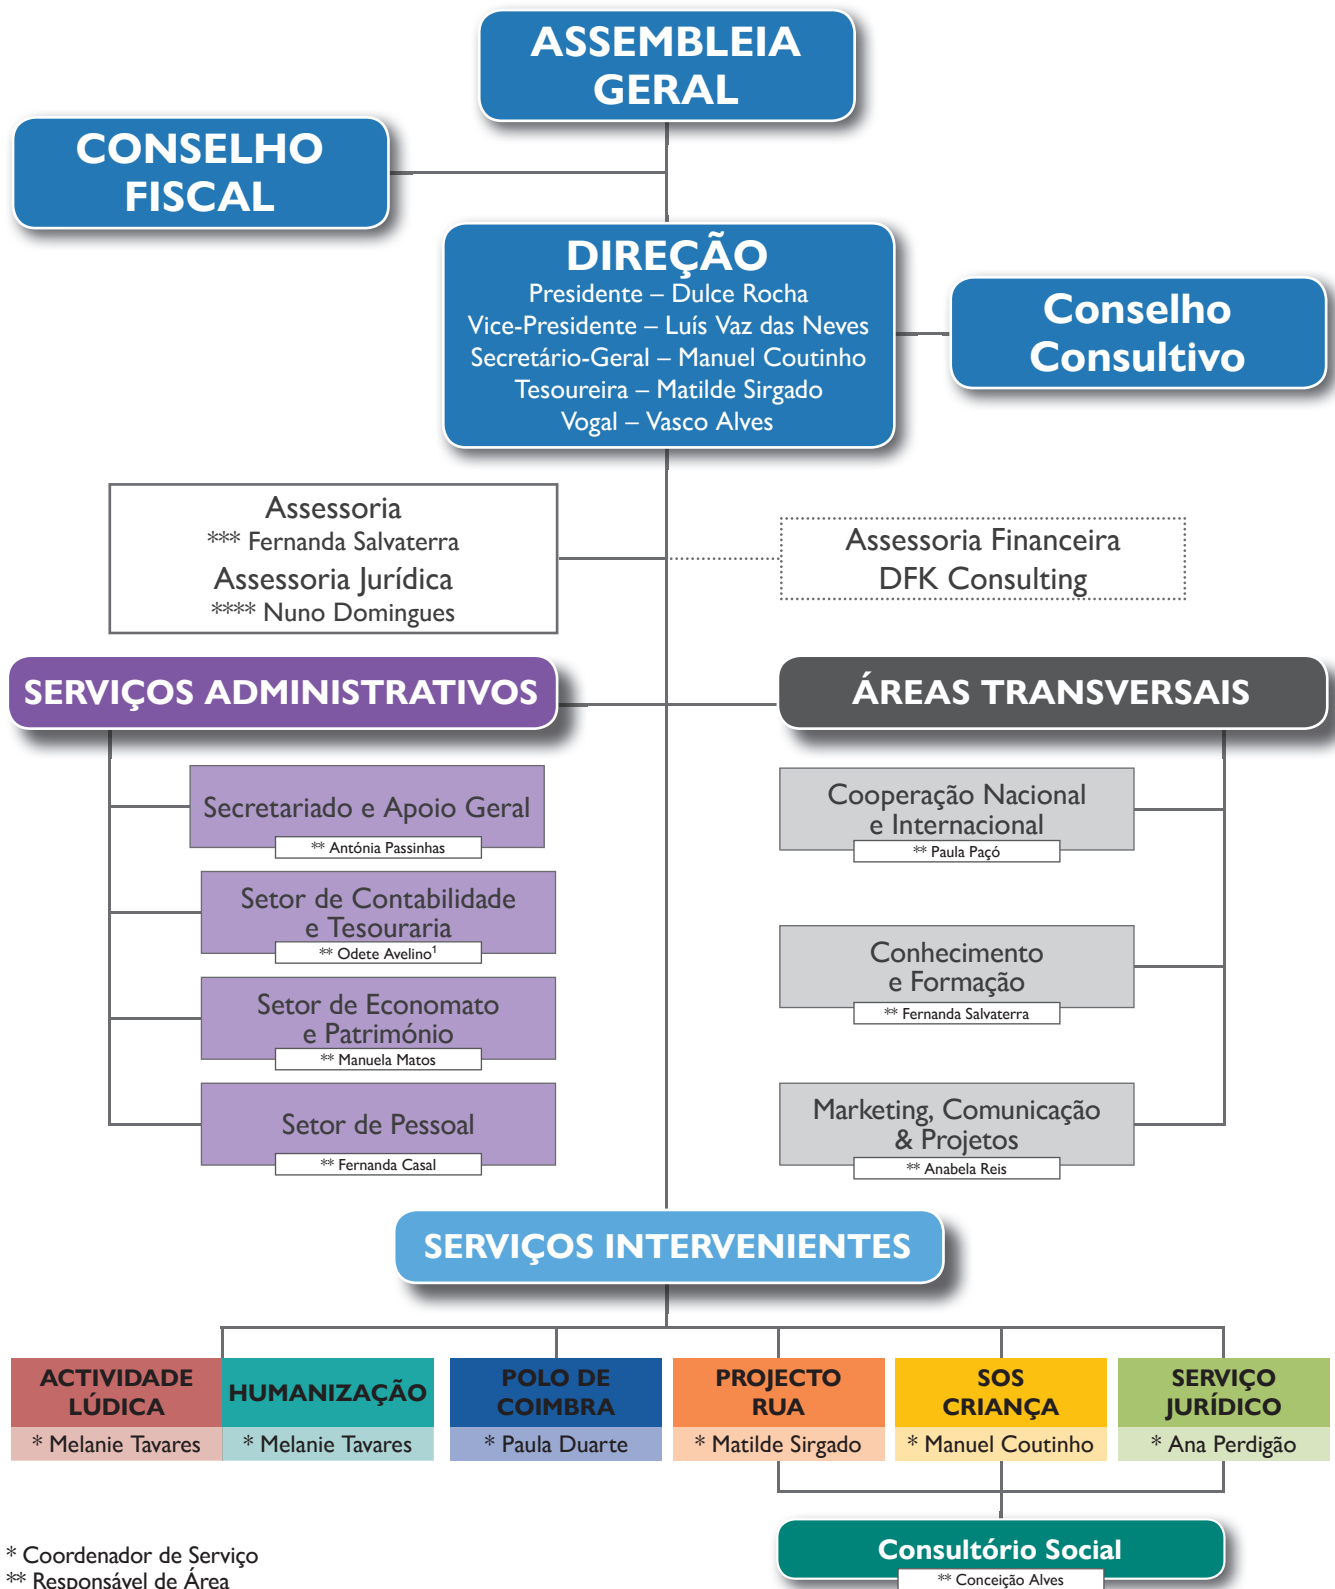 ASSEMBLEIA
GERAL
CONSELHO
FISCAL
DIREÇÃO
Presidente – Dulce Rocha
Vice-Presidente – Luís Vaz das Neves
Secretário-Geral – Manuel Coutinho
Tesoureira – Matilde Sirgado
Vogal – Vasco Alves
Conselho
Consultivo
Assessoria
*** Fernanda Salvaterra
Assessoria Jurídica
**** Nuno Domingues
Assessoria Financeira
DFK Consulting
SERVIÇOS ADMINISTRATIVOS
Secretariado e Apoio Geral
** Antónia Passinhas
Setor de Contabilidade
e Tesouraria
** Odete Avelino¹
Setor de Economato
e Património
** Manuela Matos
Setor de Pessoal
** Fernanda Casal
ÁREAS TRANSVERSAIS
Cooperação Nacional
e Internacional
** Paula Paçó
Conhecimento
e Formação
** Fernanda Salvaterra
Marketing, Comunicação
& Projetos
** Anabela Reis
SERVIÇOS INTERVENIENTES
ACTIVIDADE
LÚDICA
* Melanie Tavares
HUMANIZAÇÃO
* Melanie Tavares
POLO DE
COIMBRA
* Paula Duarte
PROJECTO
RUA
* Matilde Sirgado
SOS
CRIANÇA
* Manuel Coutinho
SERVIÇO
JURÍDICO
* Ana Perdigão
Consultório Social
** Conceição Alves
* Coordenador de Serviço
** Responsável de Área